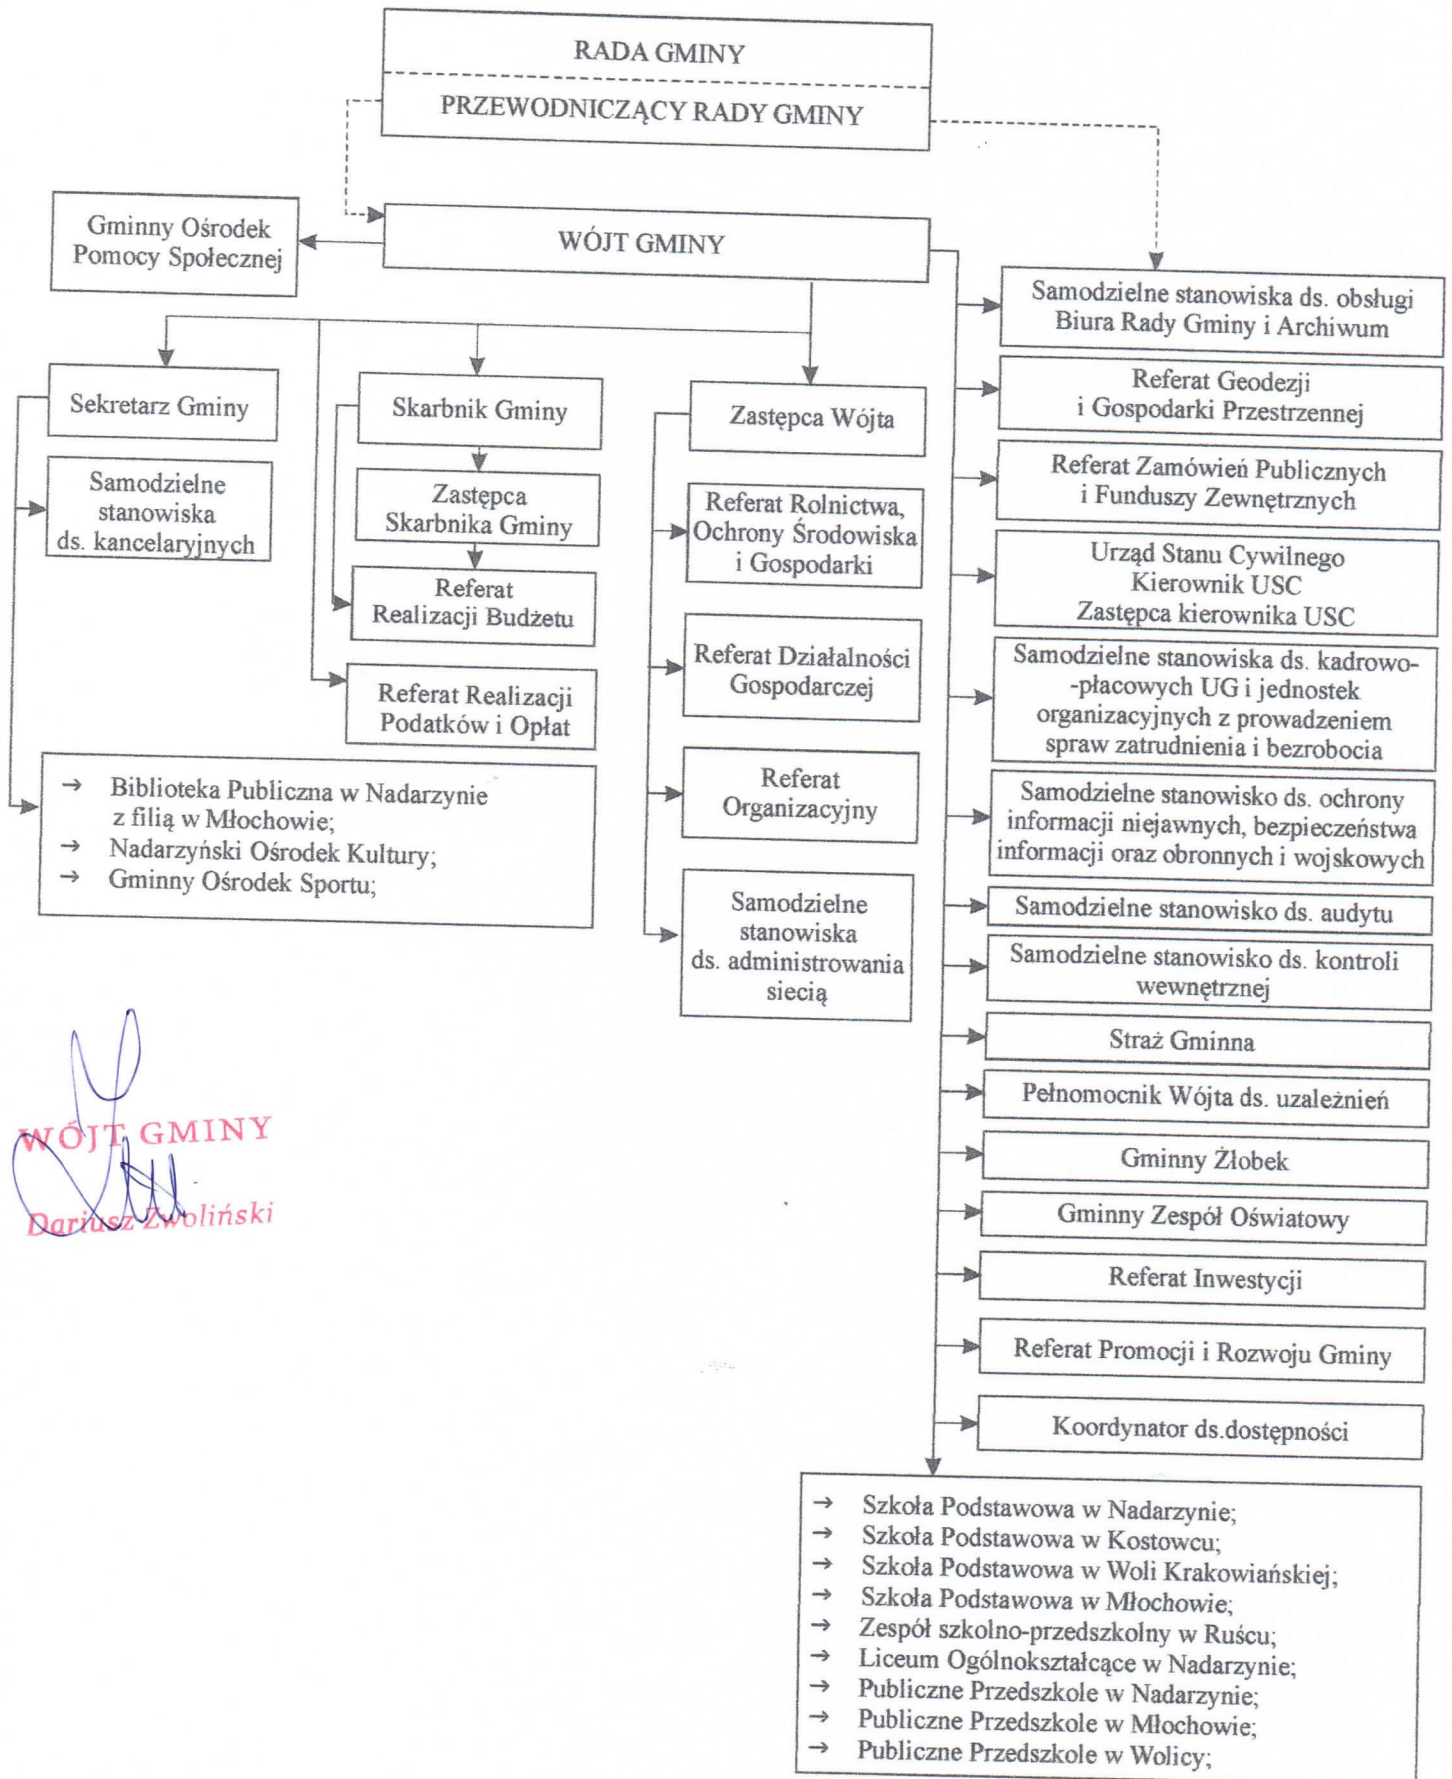 RADA GMINY
PRZEWODNICZĄCY RADY GMINY
Gminny Ośrodek
Pomocy Społecznej
WÓJT GMINY
Sekretarz Gminy
Samodzielne
stanowiska
ds. kancelaryjnych
Skarbnik Gminy
Zastępca
Skarbnika Gminy
Referat
Realizacji Budżetu
Referat Realizacji
Podatków i Opłat
→ Biblioteka Publiczna w Nadarzynie
z filią w Młochowie;
→ Nadarzyński Ośrodek Kultury;
→ Gminny Ośrodek Sportu;
Zastępca Wójta
Referat Rolnictwa,
Ochrony Środowiska
i Gospodarki
Referat Działalności
Gospodarczej
Referat
Organizacyjny
Samodzielne
stanowiska
ds. administrowania
siecią
Samodzielne stanowiska ds. obsługi
Biura Rady Gminy i Archiwum
Referat Geodezji
i Gospodarki Przestrzennej
Referat Zamówień Publicznych
i Funduszy Zewnętrznych
Urząd Stanu Cywilnego
Kierownik USC
Zastępca kierownika USC
Samodzielne stanowiska ds. kadrowo-
-płacowych UG i jednostek
organizacyjnych z prowadzeniem
spraw zatrudnienia i bezrobocia
Samodzielne stanowisko ds. ochrony
informacji niejawnych, bezpieczeństwa
informacji oraz obronnych i wojskowych
Samodzielne stanowisko ds. audytu
Samodzielne stanowisko ds. kontroli
wewnętrznej
Straż Gminna
Pełnomocnik Wójta ds. uzależnień
Gminny Żłobek
Gminny Zespół Oświatowy
Referat Inwestycji
Referat Promocji i Rozwoju Gminy
Koordynator ds.dostępności
→ Szkoła Podstawowa w Nadarzynie;
→ Szkoła Podstawowa w Kostowcu;
→ Szkoła Podstawowa w Woli Krakowiańskiej;
→ Szkoła Podstawowa w Młochowie;
→ Zespół szkolno-przedszkolny w Ruścu;
→ Liceum Ogólnokształcące w Nadarzynie;
→ Publiczne Przedszkole w Nadarzynie;
→ Publiczne Przedszkole w Młochowie;
→ Publiczne Przedszkole w Wolicy;
WÓJT GMINY
Dariusz Zwoliński